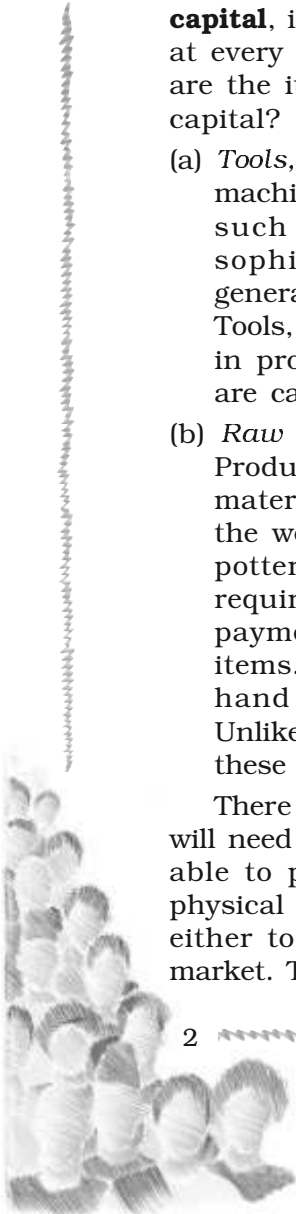 capital, i
at every
are the it
capital?
(a) Tools,
machi
such
sophi
genera
Tools,
in pro
are ca
(b) Raw
Produ
mater
the we
potter
requir
payme
items.
hand
Unlike
these
There
will need
able to p
physical
either to
market. T
2